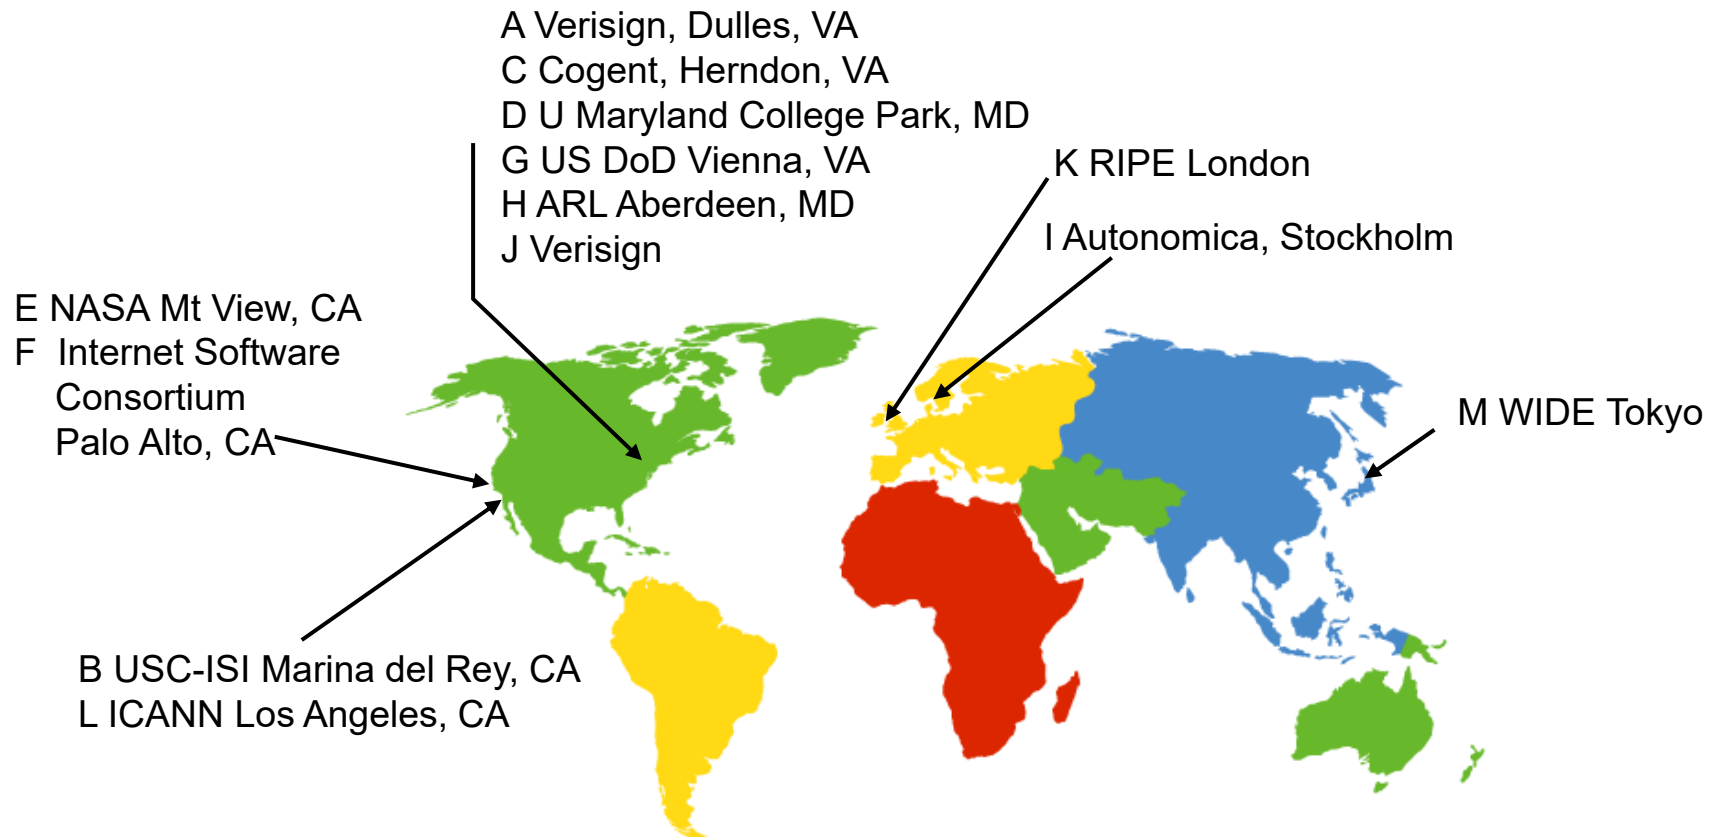 A Verisign, Dulles, VA
C Cogent, Herndon, VA
D U Maryland College Park, MD
G US DoD Vienna, VA
H ARL Aberdeen, MD
J Verisign
K RIPE London
I Autonomica, Stockholm
E NASA Mt View, CA
F Internet Software
Consortium
Palo Alto, CA
M WIDE Tokyo
B USC-ISI Marina del Rey, CA
L ICANN Los Angeles, CA